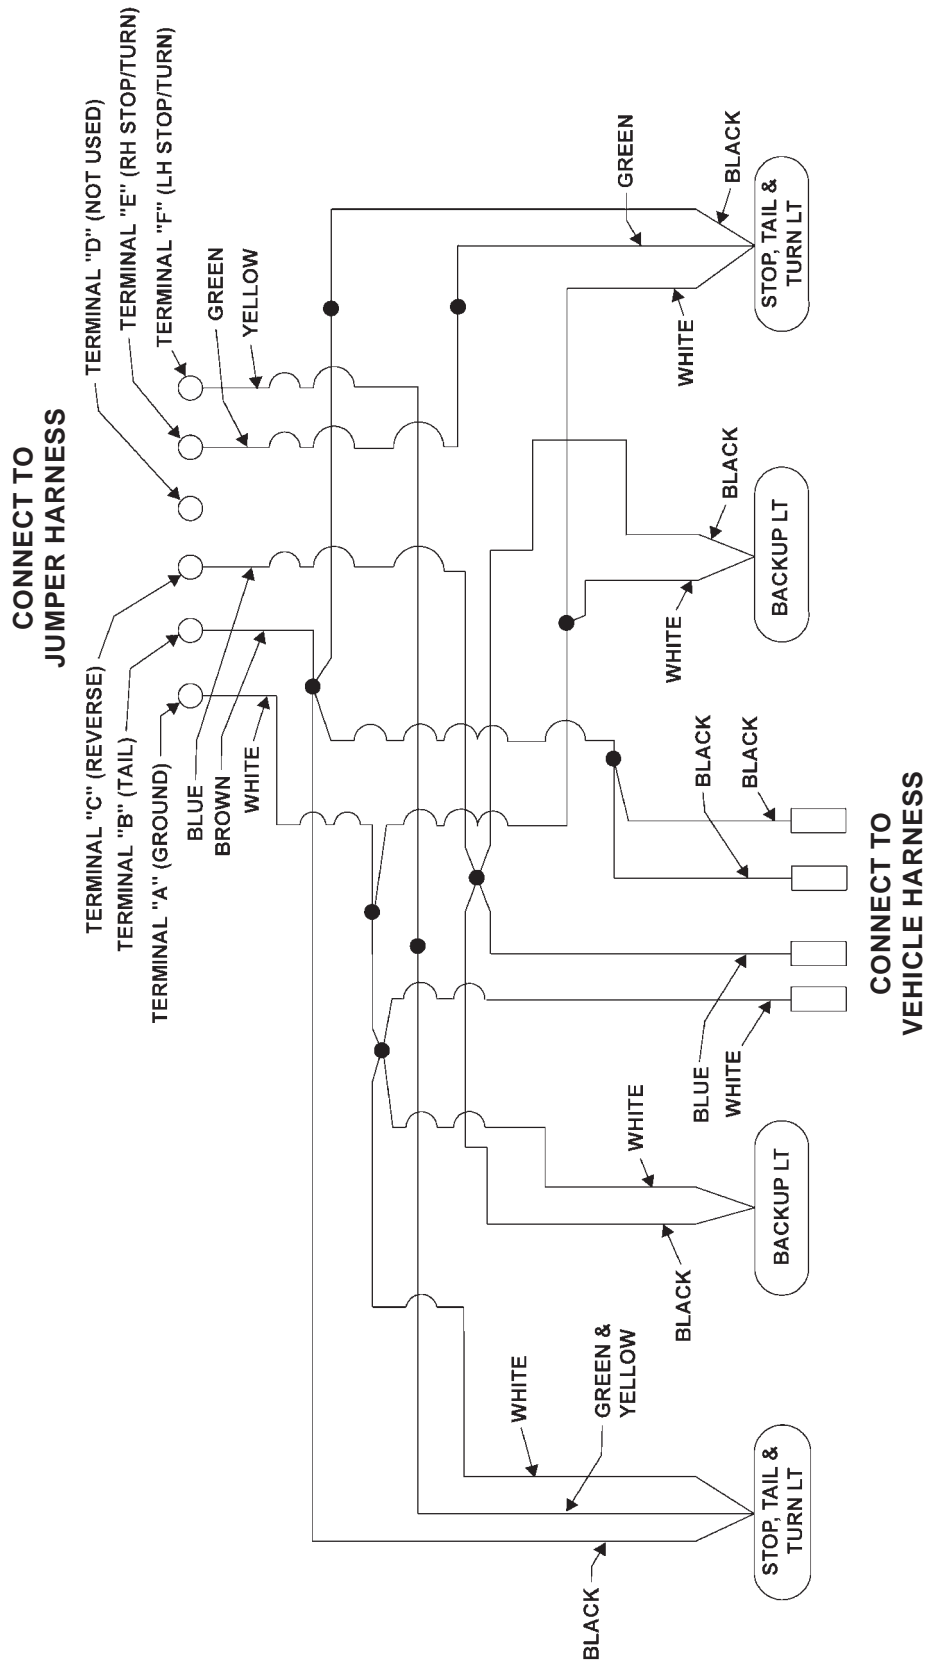 CONNECT TO
JUMPER HARNESS
TERMINAL "C" (REVERSE)
TERMINAL "B" (TAIL)
TERMINAL "A" (GROUND)
TERMINAL "D" (NOT USED)
TERMINAL "E" (RH STOP/TURN)
TERMINAL "F" (LH STOP/TURN)
BLUE
BROWN
WHITE
GREEN
YELLOW
BLACK
WHITE
GREEN &
YELLOW
STOP, TAIL &
TURN LT
BLACK
WHITE
BACKUP LT
BLUE
WHITE
BLACK
BLACK
CONNECT TO
VEHICLE HARNESS
WHITE
BLACK
BACKUP LT
WHITE
GREEN
BLACK
STOP, TAIL &
TURN LT